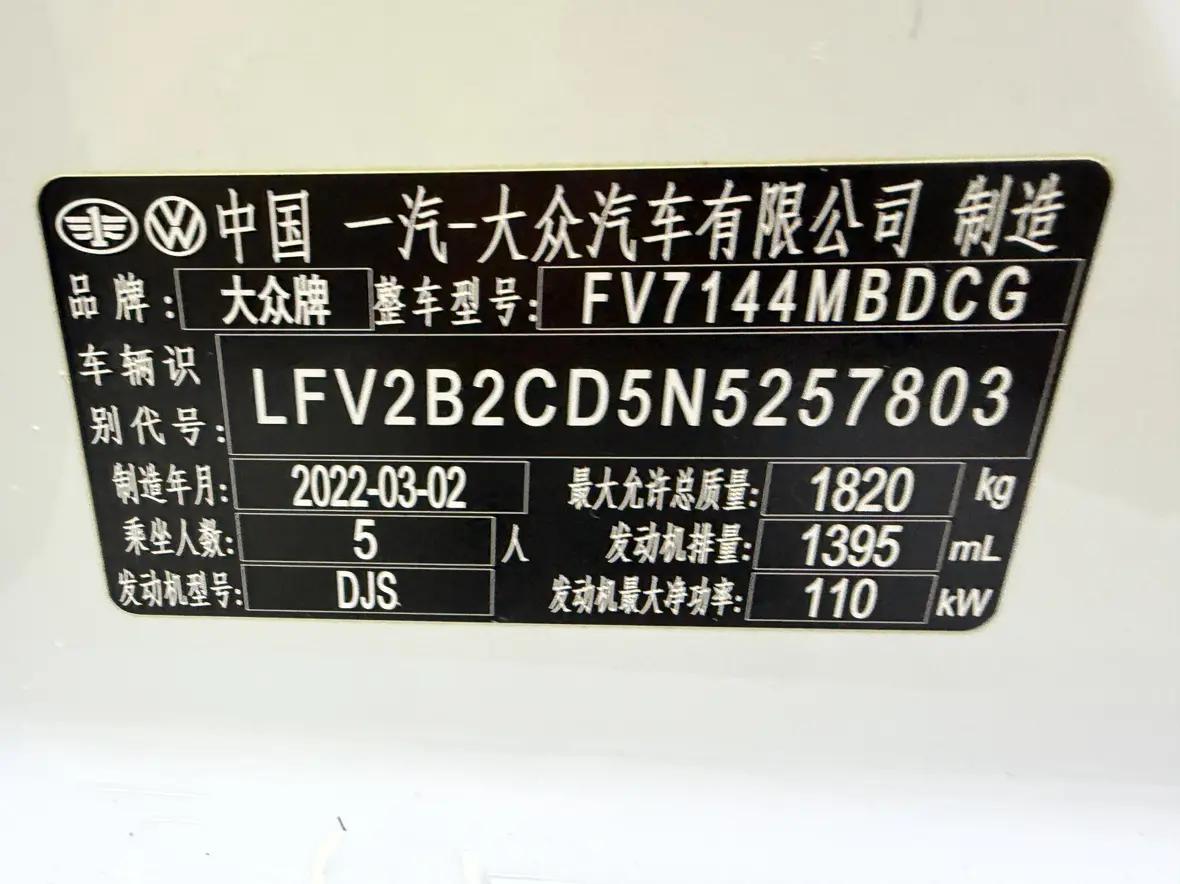 中国 一汽-大众汽车有限公司 制造
品牌: 大众牌 整车型号: FV7144MBDCG
车辆识别代号: LFV2B2CD5N5257803
制造年月: 2022-03-02 最大允许总质量: 1820 kg
乘坐人数: 5 人 发动机排量: 1395 mL
发动机型号: DJS 发动机最大净功率: 110 kW